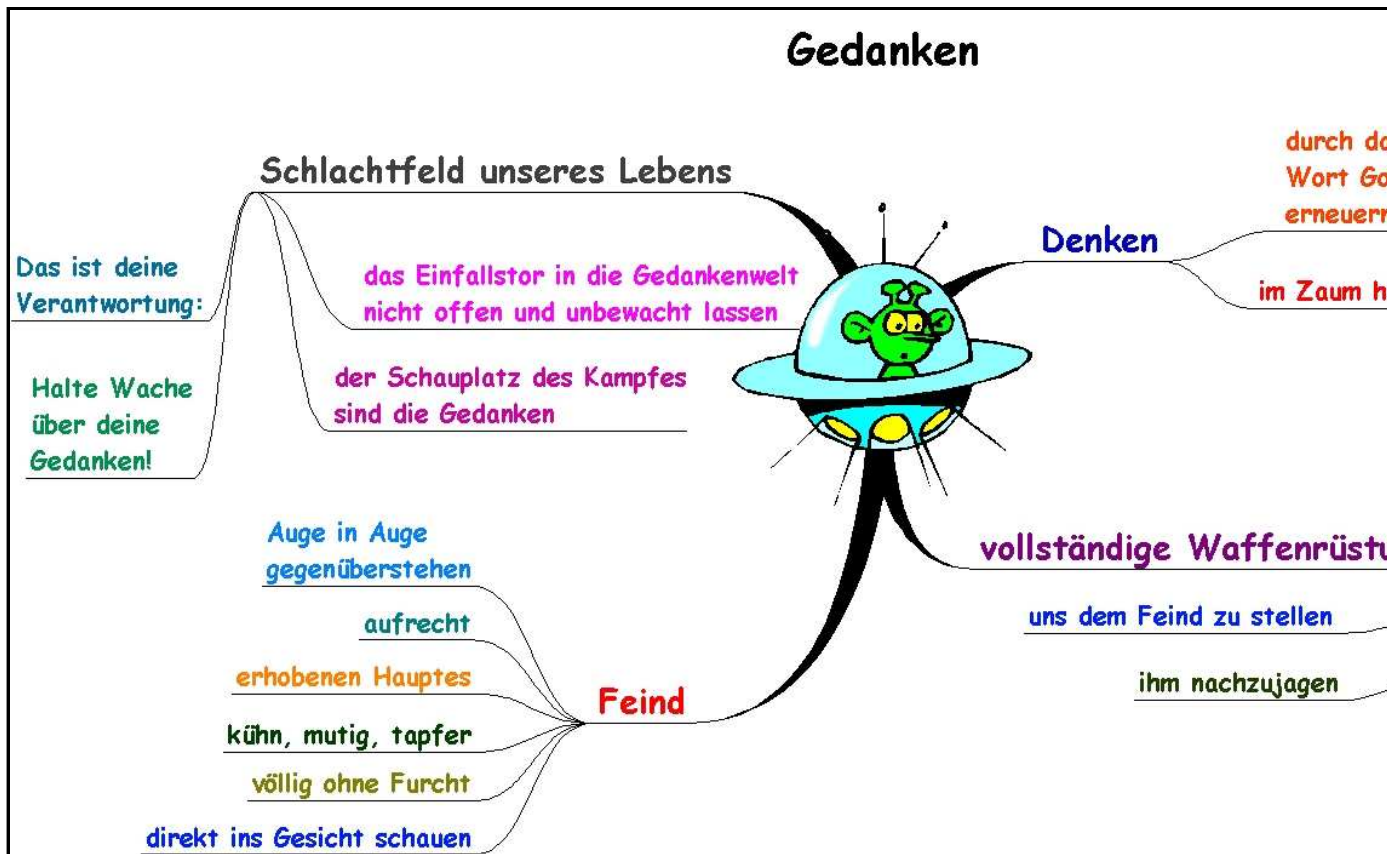 Gedanken
Schlachtfeld unseres Lebens
Das ist deine
Verantwortung:
das Einfallstor in die Gedankenwelt
nicht offen und unbewacht lassen
der Schauplatz des Kampfes
sind die Gedanken
Halte Wache
über deine
Gedanken!
Denken
durch
Wort
im Zaum
vollständige
uns dem Feind zu stellen
ihm nachzujagen
Feind
Auge in Auge
gegenüberstehen
aufrecht
erhobenen Hauptes
kühn, mutig, tapfer
völlig ohne Furcht
direkt ins Gesicht schauen